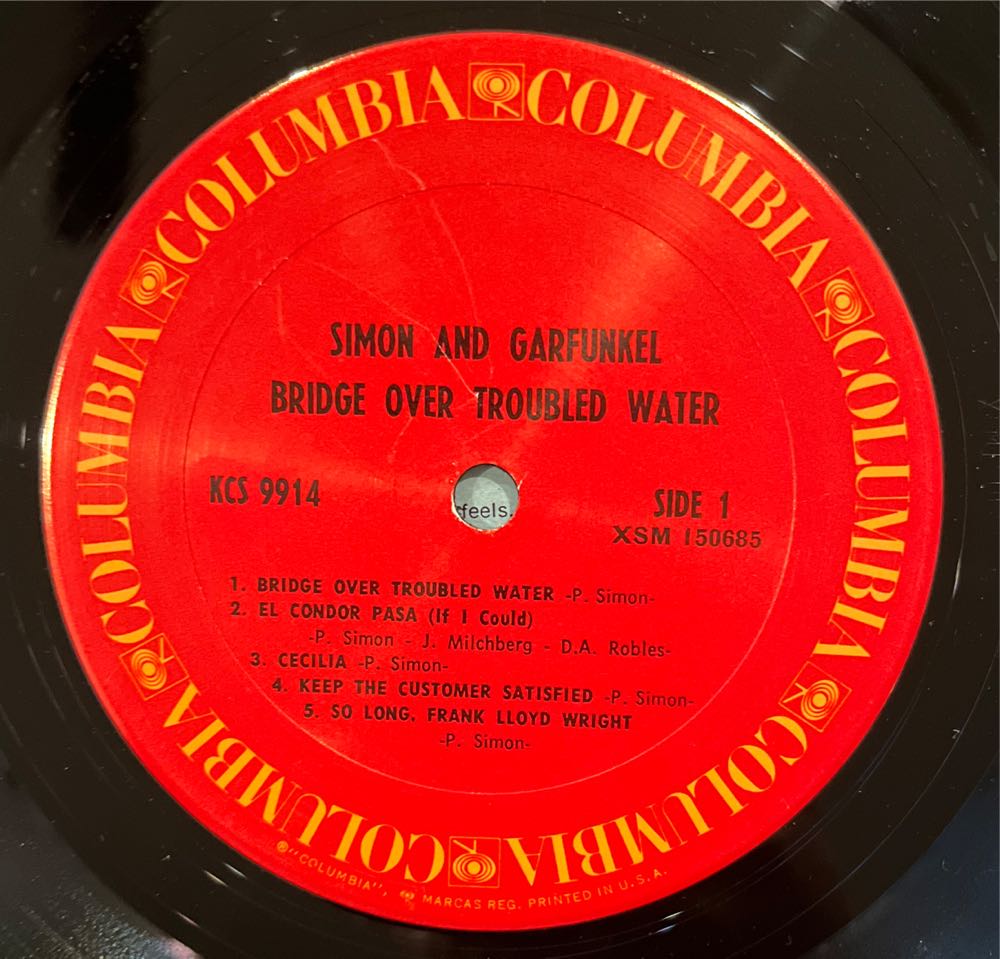 COLUMBIA COLUMBIA COLUMBIA COLUMBIA COLUMBIA COLUMBIA COLUMBIA
SIMON AND GARFUNKEL
BRIDGE OVER TROUBLED WATER
KCS 9914
feels.
SIDE 1
XSM 150685
1. BRIDGE OVER TROUBLED WATER -P. Simon-
2. EL CONDOR PASA (If I Could)
-P. Simon - J. Milchberg - D.A. Robles-
3. CECILIA -P. Simon-
4. KEEP THE CUSTOMER SATISFIED -P. Simon-
5. SO LONG, FRANK LLOYD WRIGHT
-P. Simon-
® "COLUMBIA", MARCAS REG. PRINTED IN U.S.A.